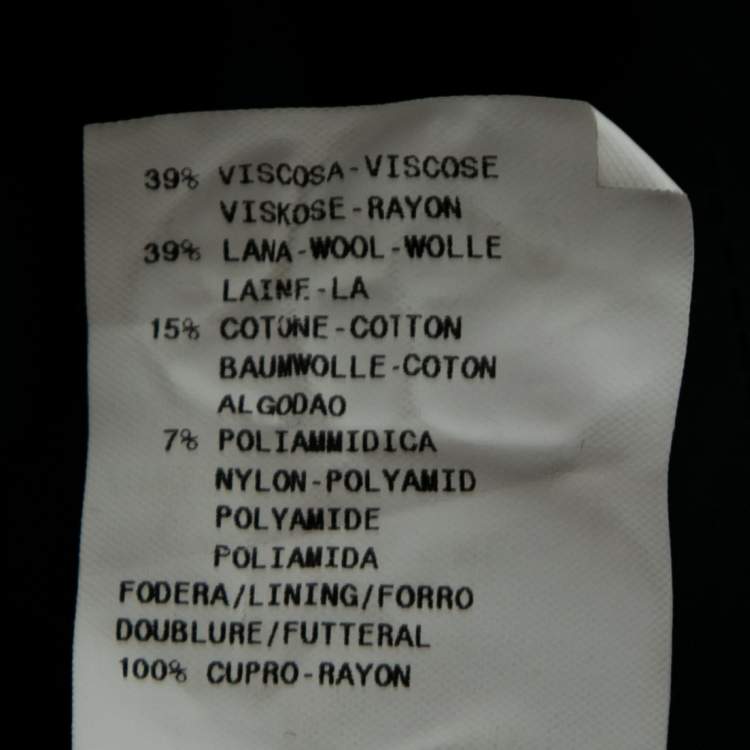 39% VISCOSA-VISCOSE
VISKOSE-RAYON
39% LANA-WOOL-WOLLE
LAINE-LA
15% COTONE-COTTON
BAUMWOLLE-COTON
ALGODAO
7% POLIAMMIDICA
NYLON-POLYAMID
POLYAMIDE
POLIAMIDA
FODERA/LINING/FORRO
DOUBLURE/FUTTERAL
100% CUPRO-RAYON